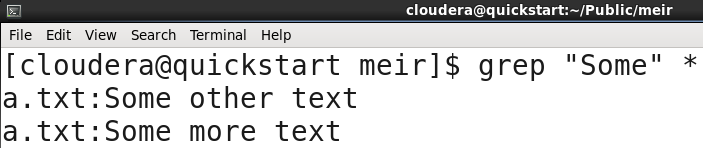 cloudera@quickstart:~/Public/meir
File Edit View Search Terminal Help
[cloudera@quickstart meir]$ grep "Some" *
a.txt:Some other text
a.txt:Some more text